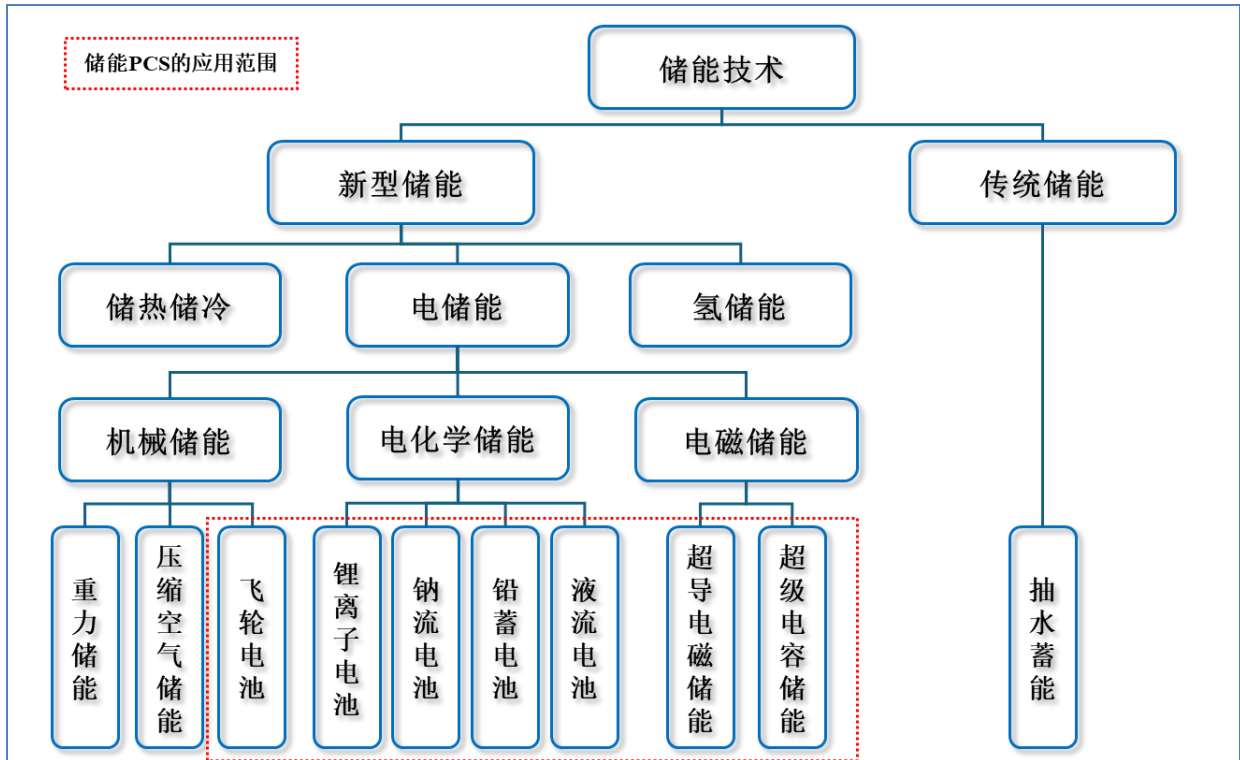 储能PCS的应用范围
储能技术
新型储能
传统储能
储热储冷
电储能
氢储能
机械储能
电化学储能
电磁储能
重力储能
压缩空气储能
飞轮电池
锂离子电池
钠流电池
铅蓄电池
液流电池
超导电磁储能
超级电容储能
抽水蓄能